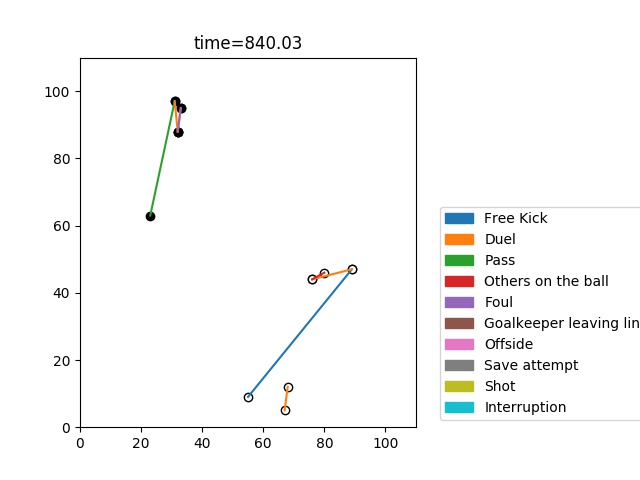 time=840.03
100
80
60
40
20
0
0 20 40 60 80 100
Free Kick
Duel
Pass
Others on the ball
Foul
Goalkeeper leaving lin
Offside
Save attempt
Shot
Interruption